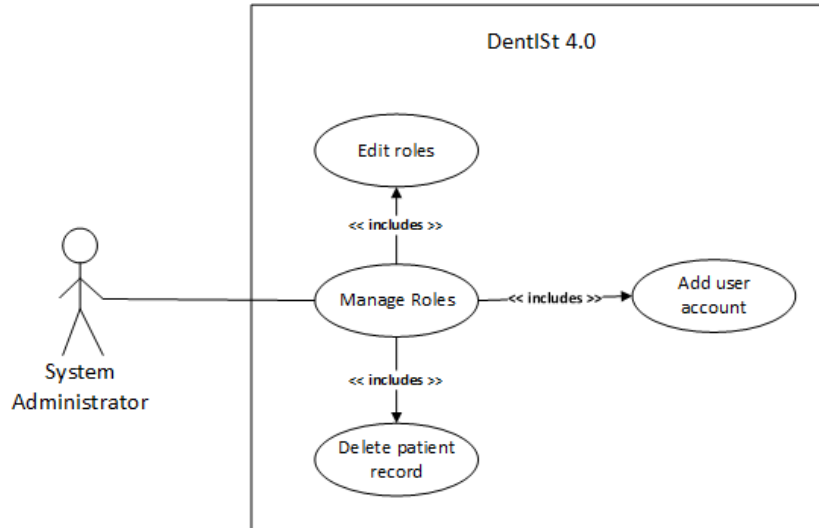 DentISt 4.0
Edit roles
<< includes >>
Manage Roles
<< includes >>
Add user
account
<< includes >>
Delete patient
record
System
Administrator